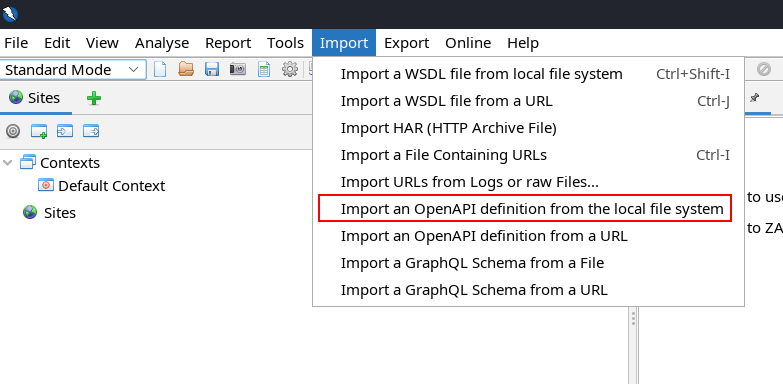 File Edit View Analyse Report Tools Import Export Online Help
Standard Mode
Import a WSDL file from local file system Ctrl+Shift-I
Sites
Import a WSDL file from a URL Ctrl-J
Import HAR (HTTP Archive File)
Import a File Containing URLs Ctrl-I
Contexts
Import URLs from Logs or raw Files...
Default Context
Import an OpenAPI definition from the local file system
Sites
to use
to ZA
Import an OpenAPI definition from a URL
Import a GraphQL Schema from a File
Import a GraphQL Schema from a URL